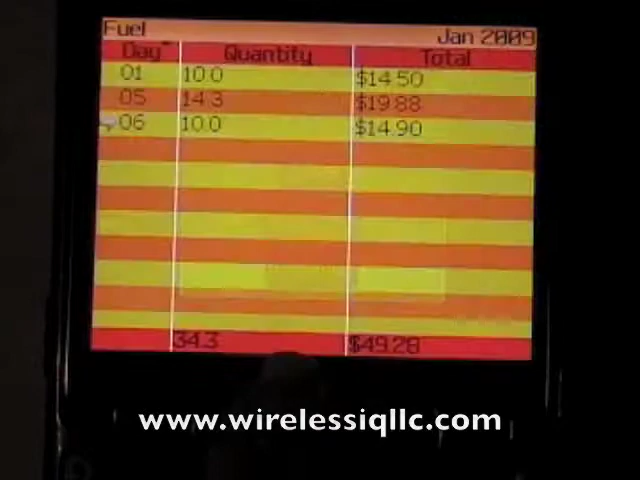 Fuel Jan 2009
Day Quantity Total
01 10.0 $14.50
05 14.3 $19.88
06 10.0 $14.90
34.3 $49.28
www.wirelessiqllc.com